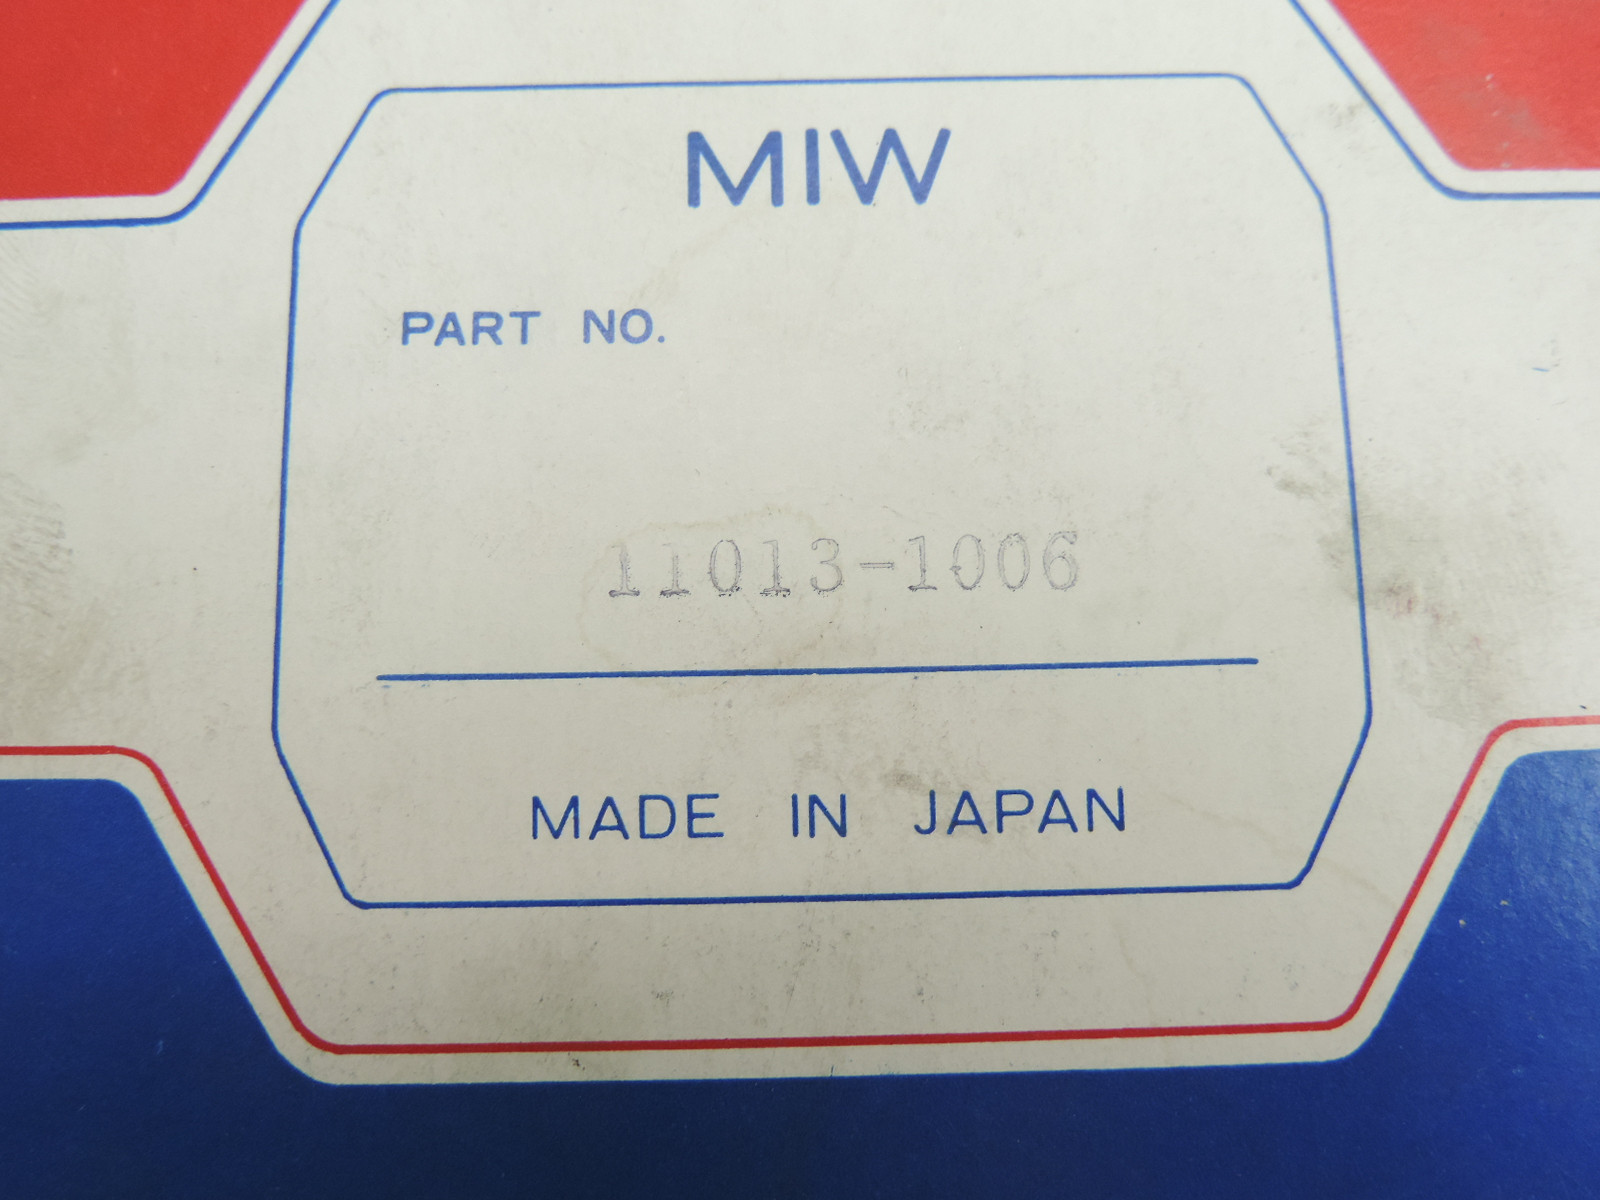 MIW
PART NO.
11013-1006
MADE IN JAPAN